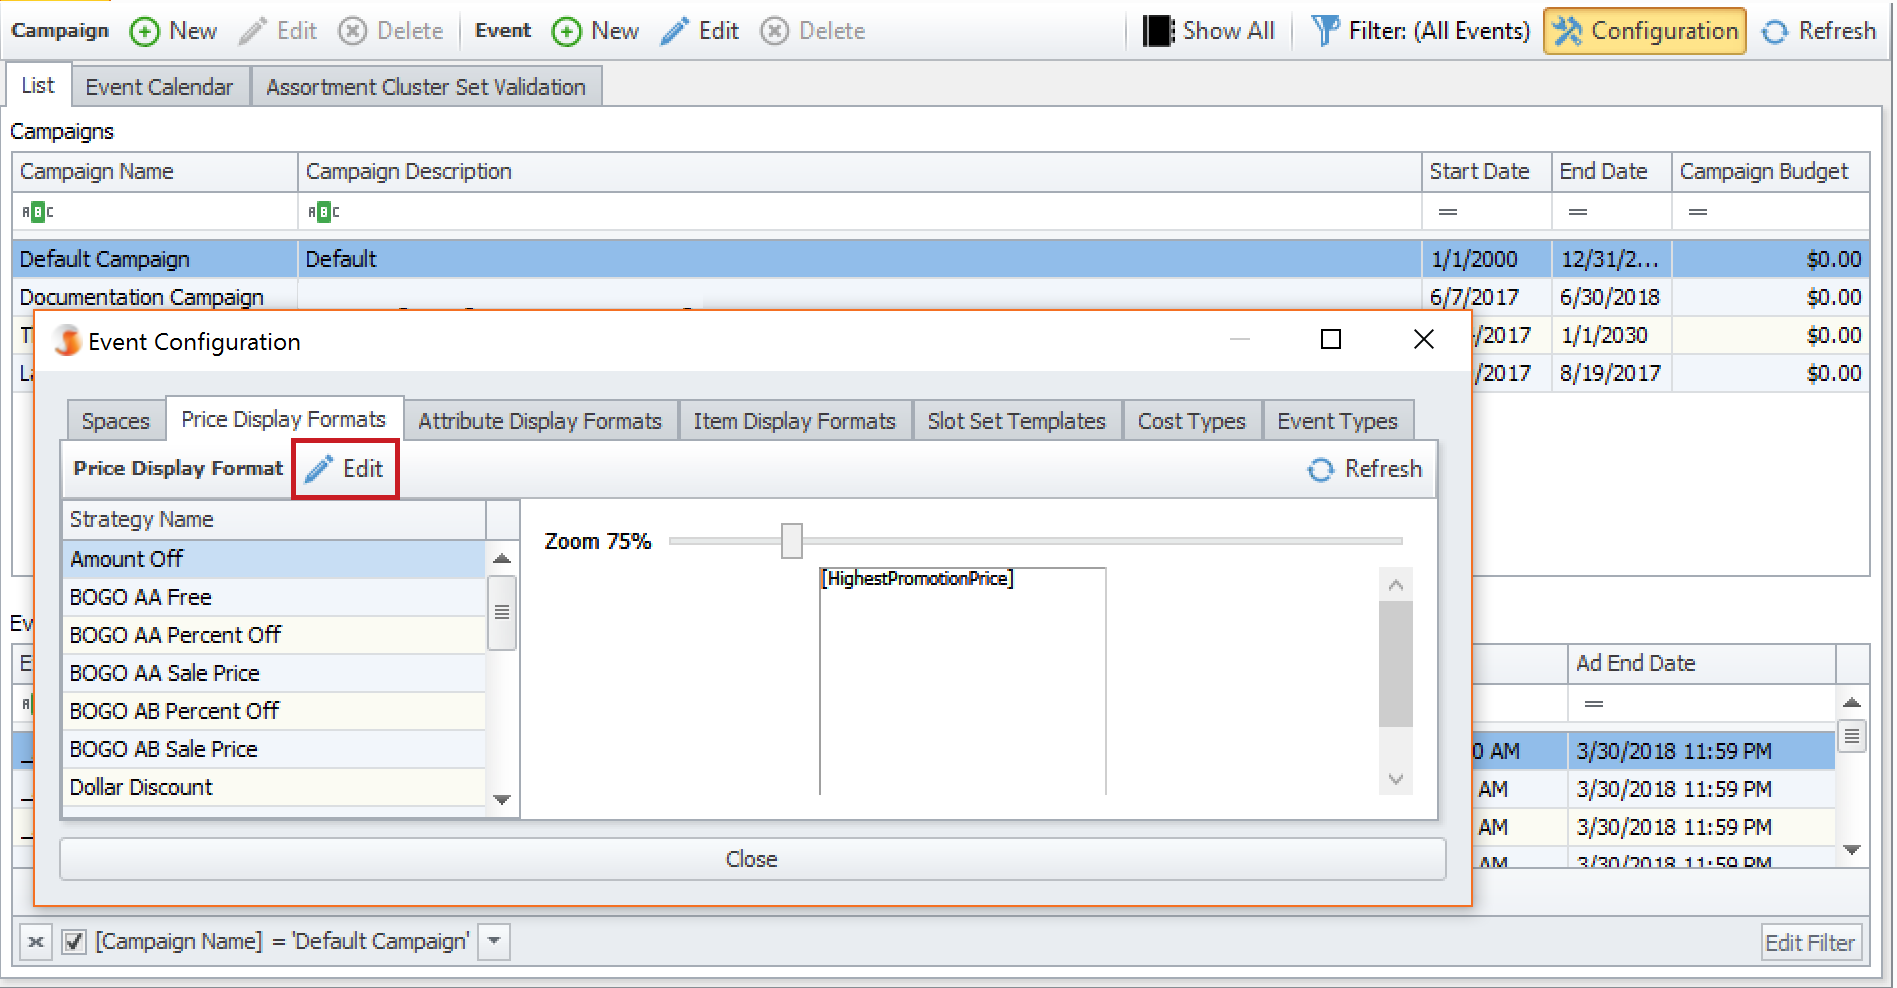 Campaign New Edit Delete Event New Edit Delete Show All Filter: (All Events) Configuration Refresh
List Event Calendar Assortment Cluster Set Validation
Campaigns
Campaign Name Campaign Description Start Date End Date Campaign Budget
ABC ABC = = =
Default Campaign Default 1/1/2000 12/31/2... $0.00
Documentation Campaign 6/7/2017 6/30/2018 $0.00
/2017 1/1/2030 $0.00
/2017 8/19/2017 $0.00
Event Configuration
Spaces Price Display Formats Attribute Display Formats Item Display Formats Slot Set Templates Cost Types Event Types
Price Display Format Edit Refresh
Strategy Name
Amount Off
BOGO AA Free
BOGO AA Percent Off
BOGO AA Sale Price
BOGO AB Percent Off
BOGO AB Sale Price
Dollar Discount
Zoom 75%
[HighestPromotionPrice]
Close
Ev
E Ad End Date
=
0 AM 3/30/2018 11:59 PM
AM 3/30/2018 11:59 PM
AM 3/30/2018 11:59 PM
AM 3/30/2018 11:59 PM
[Campaign Name] = 'Default Campaign' Edit Filter